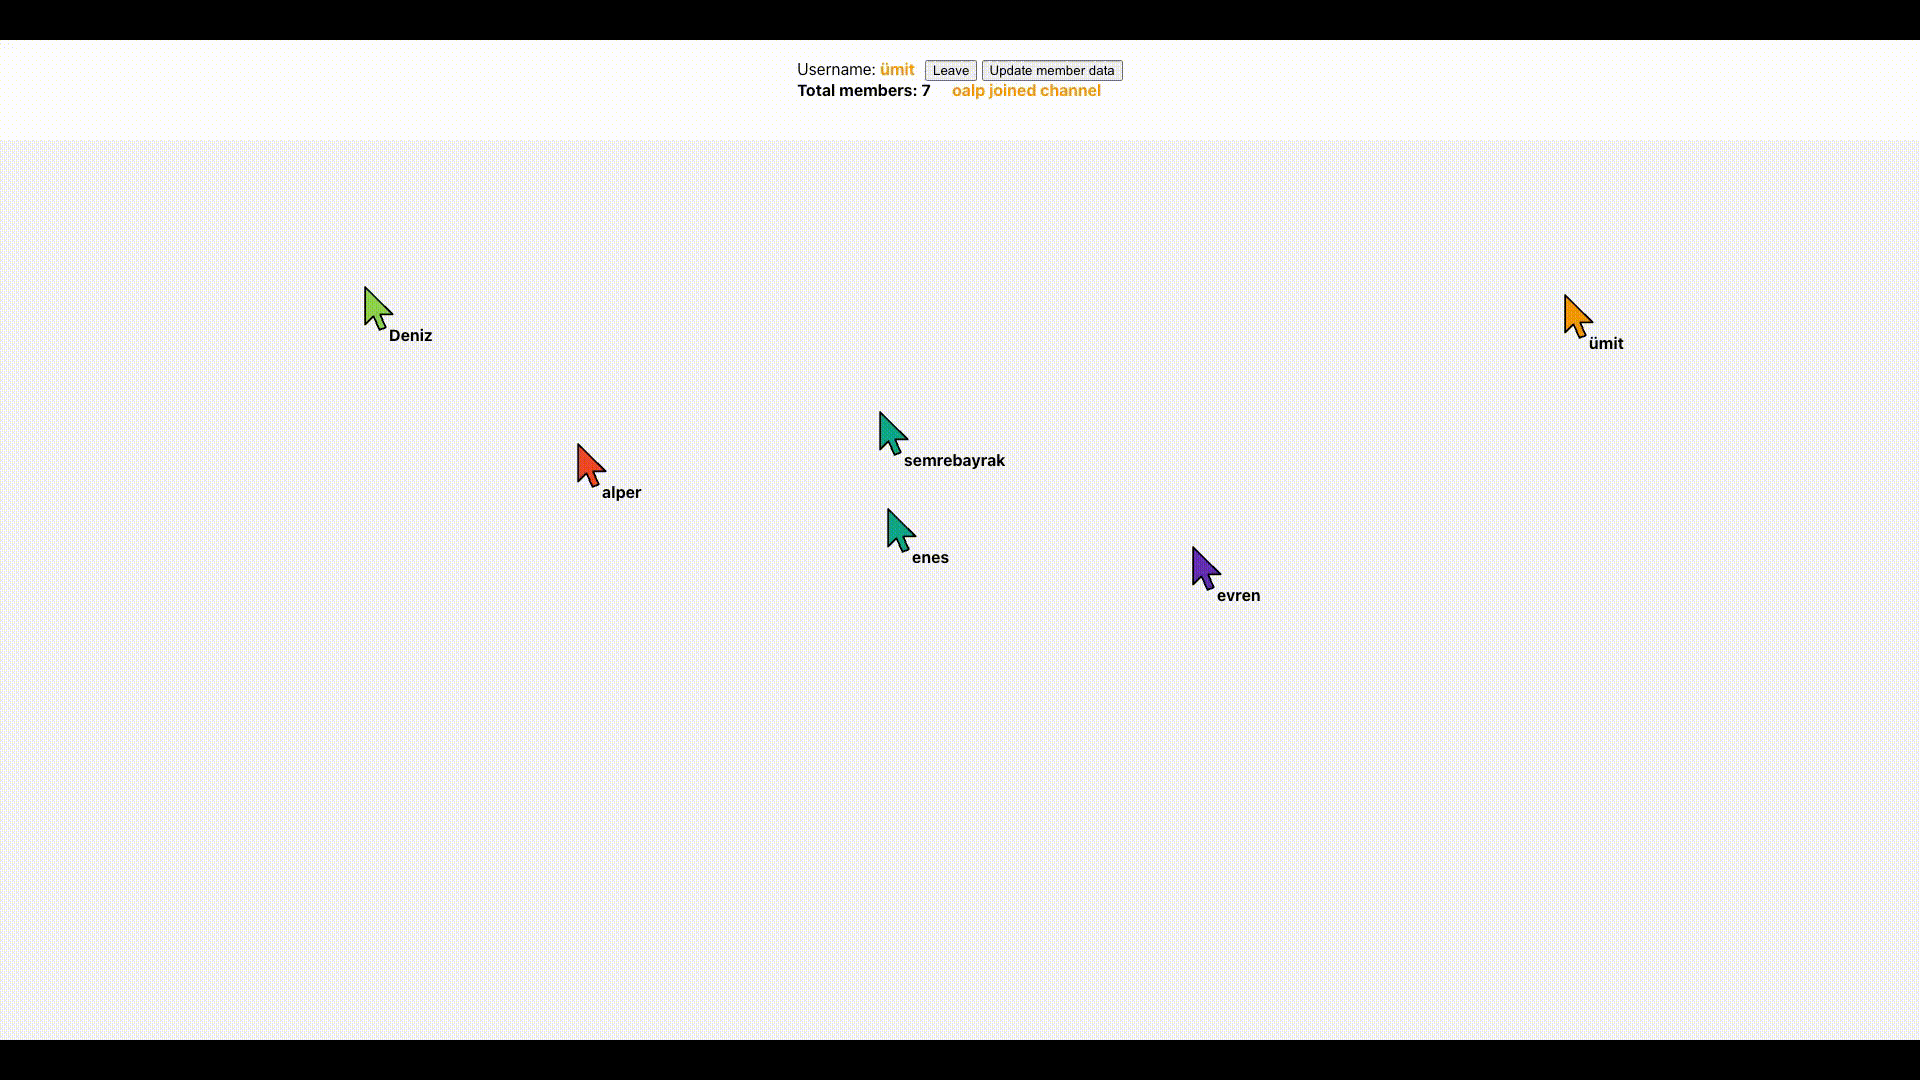 Username: ümit Leave Update member data
Total members: 7 oalp joined channel
Deniz
ümit
semrebayrak
alper
enes
evren